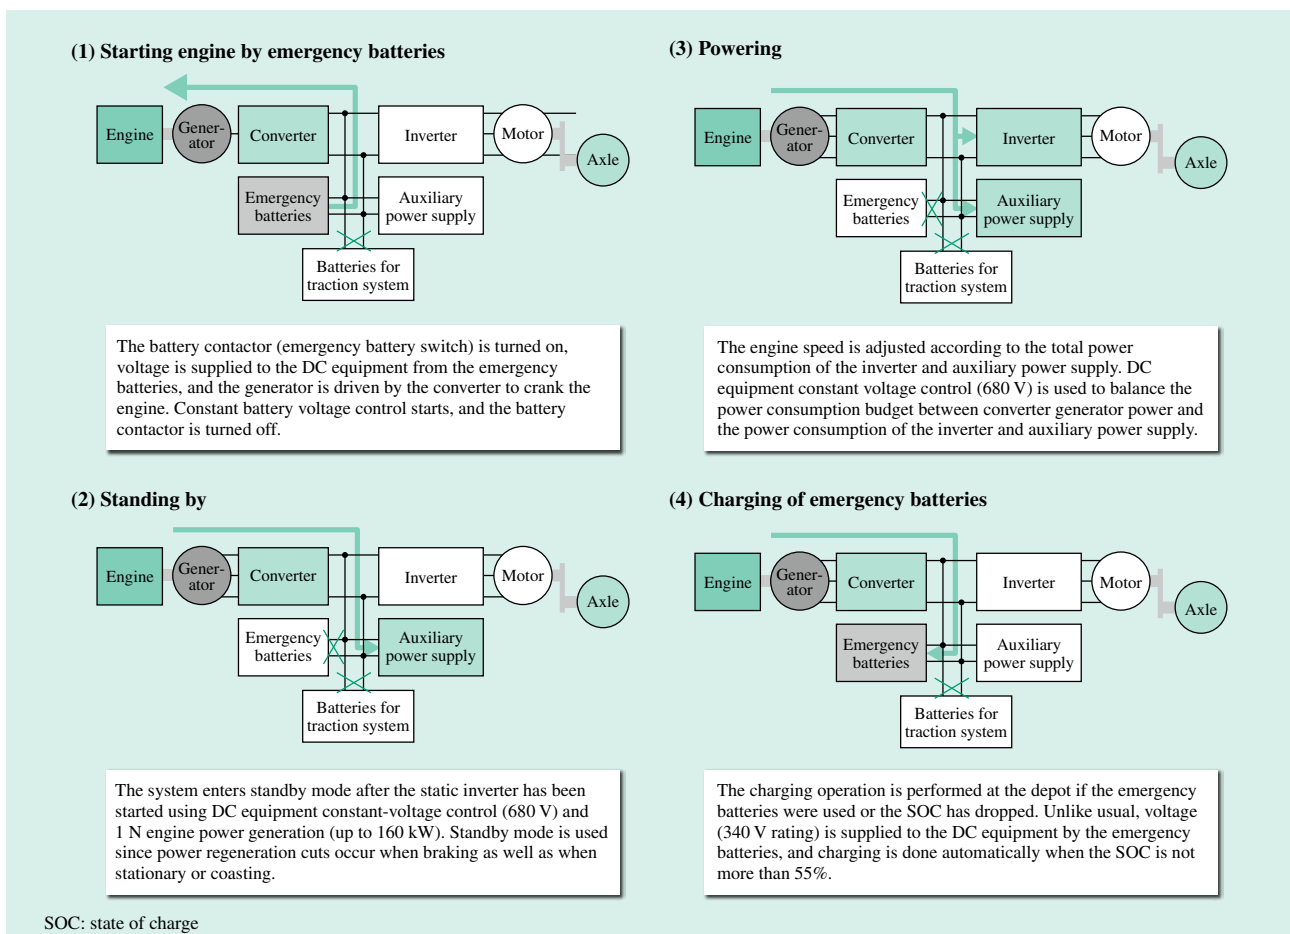 (1) Starting engine by emergency batteries
Engine
Gener-
ator
Converter
Inverter
Motor
Axle
Emergency
batteries
Auxiliary
power supply
Batteries for
traction system
The battery contactor (emergency battery switch) is turned on,
voltage is supplied to the DC equipment from the emergency
batteries, and the generator is driven by the converter to crank the
engine. Constant battery voltage control starts, and the battery
contactor is turned off.
(2) Standing by
Engine
Gener-
ator
Converter
Inverter
Motor
Axle
Emergency
batteries
Auxiliary
power supply
Batteries for
traction system
The system enters standby mode after the static inverter has been
started using DC equipment constant-voltage control (680 V) and
1 N engine power generation (up to 160 kW). Standby mode is used
since power regeneration cuts occur when braking as well as when
stationary or coasting.
(3) Powering
Engine
Gener-
ator
Converter
Inverter
Motor
Axle
Emergency
batteries
Auxiliary
power supply
Batteries for
traction system
The engine speed is adjusted according to the total power
consumption of the inverter and auxiliary power supply. DC
equipment constant voltage control (680 V) is used to balance the
power consumption budget between converter generator power and
the power consumption of the inverter and auxiliary power supply.
(4) Charging of emergency batteries
Engine
Gener-
ator
Converter
Inverter
Motor
Axle
Emergency
batteries
Auxiliary
power supply
Batteries for
traction system
The charging operation is performed at the depot if the emergency
batteries were used or the SOC has dropped. Unlike usual, voltage
(340 V rating) is supplied to the DC equipment by the emergency
batteries, and charging is done automatically when the SOC is not
more than 55%.
SOC: state of charge